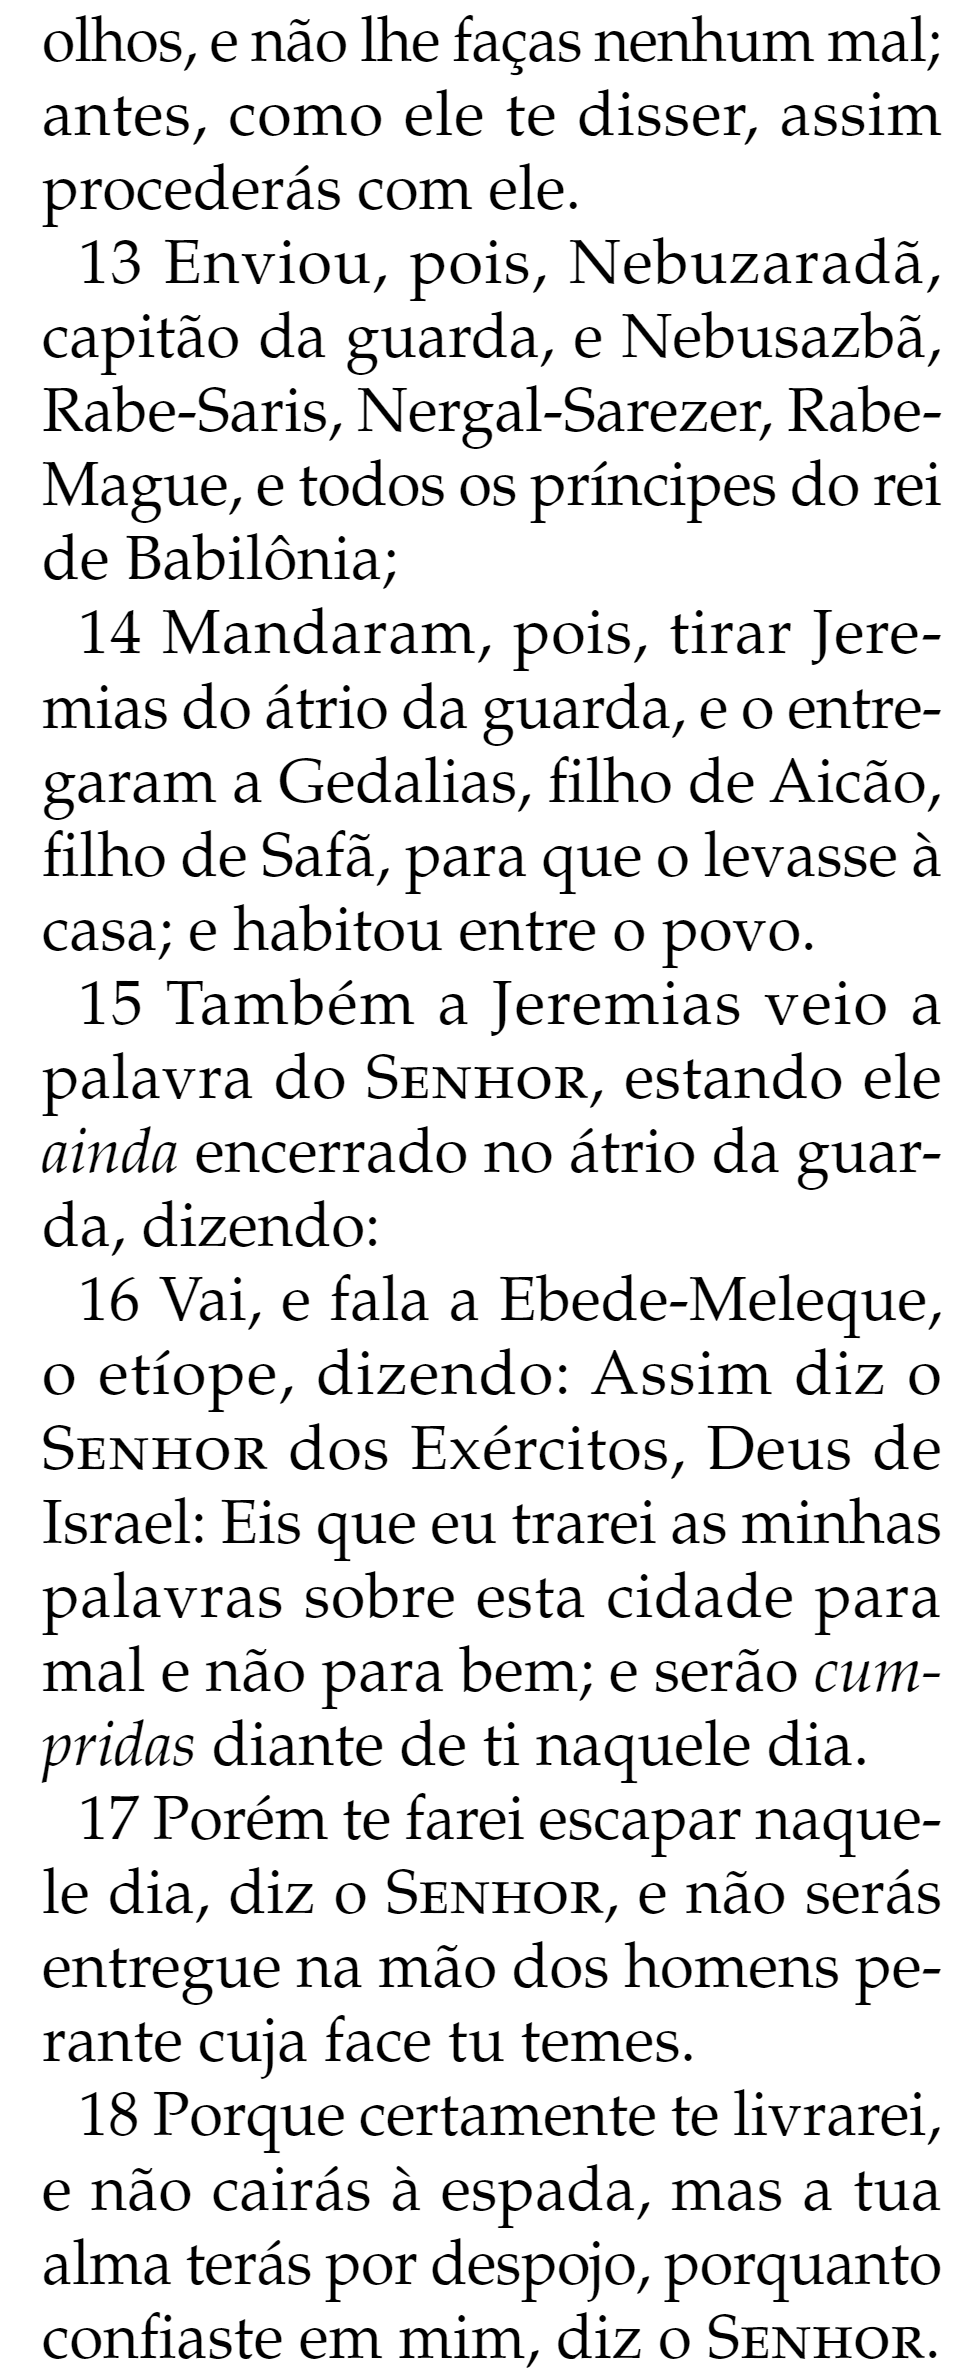 olhos, e não lhe faças nenhum mal;
antes, como ele te disser, assim
procederás com ele.
13 Enviou, pois, Nebuzaradã,
capitão da guarda, e Nebusazbã,
Rabe-Saris, Nergal-Sarezer, Rabe-
Mague, e todos os príncipes do rei
de Babilônia;
14 Mandaram, pois, tirar Jere-
mias do átrio da guarda, e o entre-
garam a Gedalias, filho de Aicão,
filho de Safã, para que o levasse à
casa; e habitou entre o povo.
15 Também a Jeremias veio a
palavra do SENHOR, estando ele
ainda encerrado no átrio da guar-
da, dizendo:
16 Vai, e fala a Ebede-Meleque,
o etíope, dizendo: Assim diz o
SENHOR dos Exércitos, Deus de
Israel: Eis que eu trarei as minhas
palavras sobre esta cidade para
mal e não para bem; e serão cum-
pridas diante de ti naquele dia.
17 Porém te farei escapar naque-
le dia, diz o SENHOR, e não serás
entregue na mão dos homens pe-
rante cuja face tu temes.
18 Porque certamente te livrarei,
e não cairás à espada, mas a tua
alma terás por despojo, porquanto
confiaste em mim, diz o SENHOR.